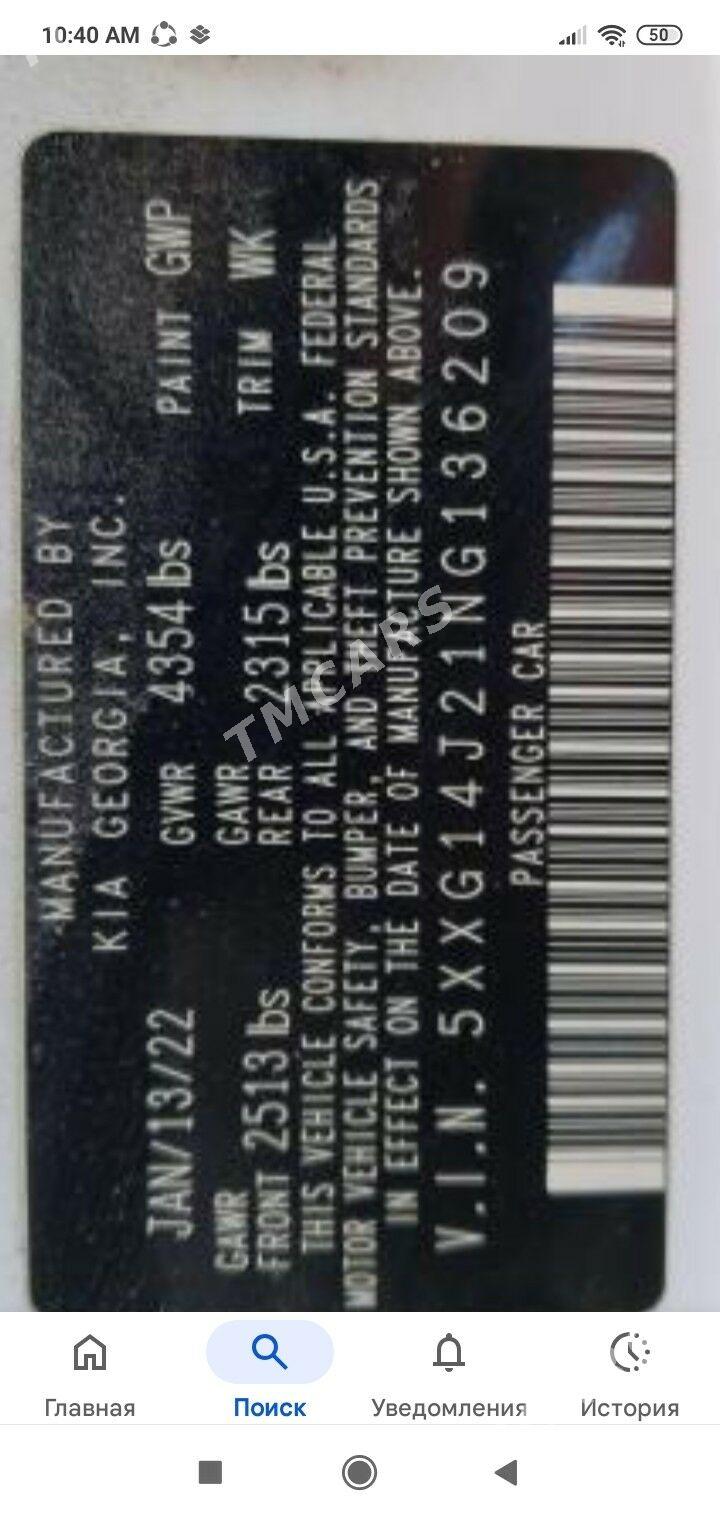 10:40 AM
50
MANUFACTURED BY
KIA GEORGIA, INC.
JAN/13/22 GVWR 4354 lbs PAINT GWP
GAWR GAWR
FRONT 2513 lbs REAR 2315 lbs TRIM WK
THIS VEHICLE CONFORMS TO ALL APPLICABLE U.S.A. FEDERAL
MOTOR VEHICLE SAFETY, BUMPER, AND THEFT PREVENTION STANDARDS
IN EFFECT ON THE DATE OF MANUFACTURE SHOWN ABOVE.
V.I.N. 5XXG14J21NG136209
PASSENGER CAR
TMCARS
Главная
Поиск
Уведомления
История